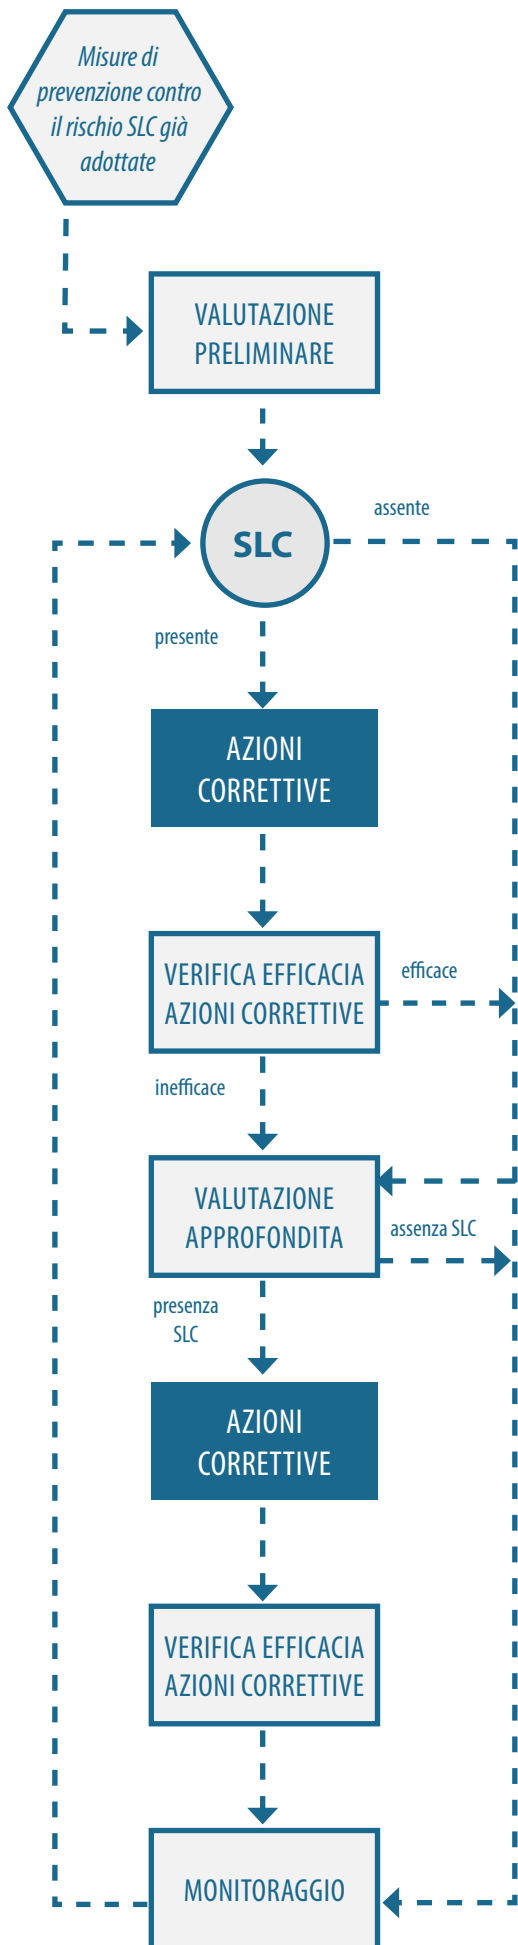 Misure di
prevenzione contro
il rischio SLC già
adottate
VALUTAZIONE
PRELIMINARE
SLC
assente
presente
AZIONI
CORRETTIVE
VERIFICA EFFICACIA
AZIONI CORRETTIVE
efficace
inefficace
VALUTAZIONE
APPROFONDITA
assenza SLC
presenza
SLC
AZIONI
CORRETTIVE
VERIFICA EFFICACIA
AZIONI CORRETTIVE
MONITORAGGIO